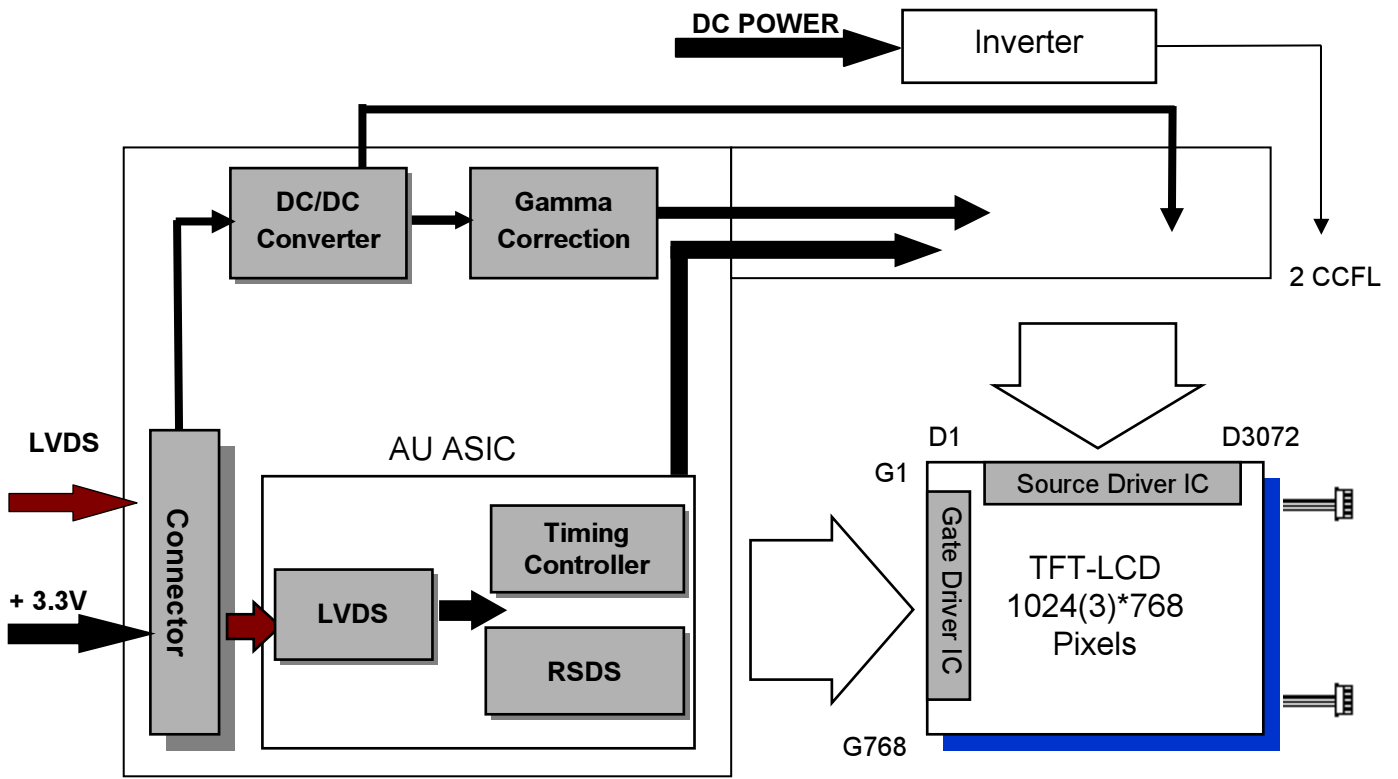 DC POWER
Inverter
DC/DC
Converter
Gamma
Correction
2 CCFL
LVDS
AU ASIC
D1
D3072
G1
Source Driver IC
Connector
Timing
Controller
Gate Driver IC
TFT-LCD
1024(3)*768
Pixels
+ 3.3V
LVDS
RSDS
G768